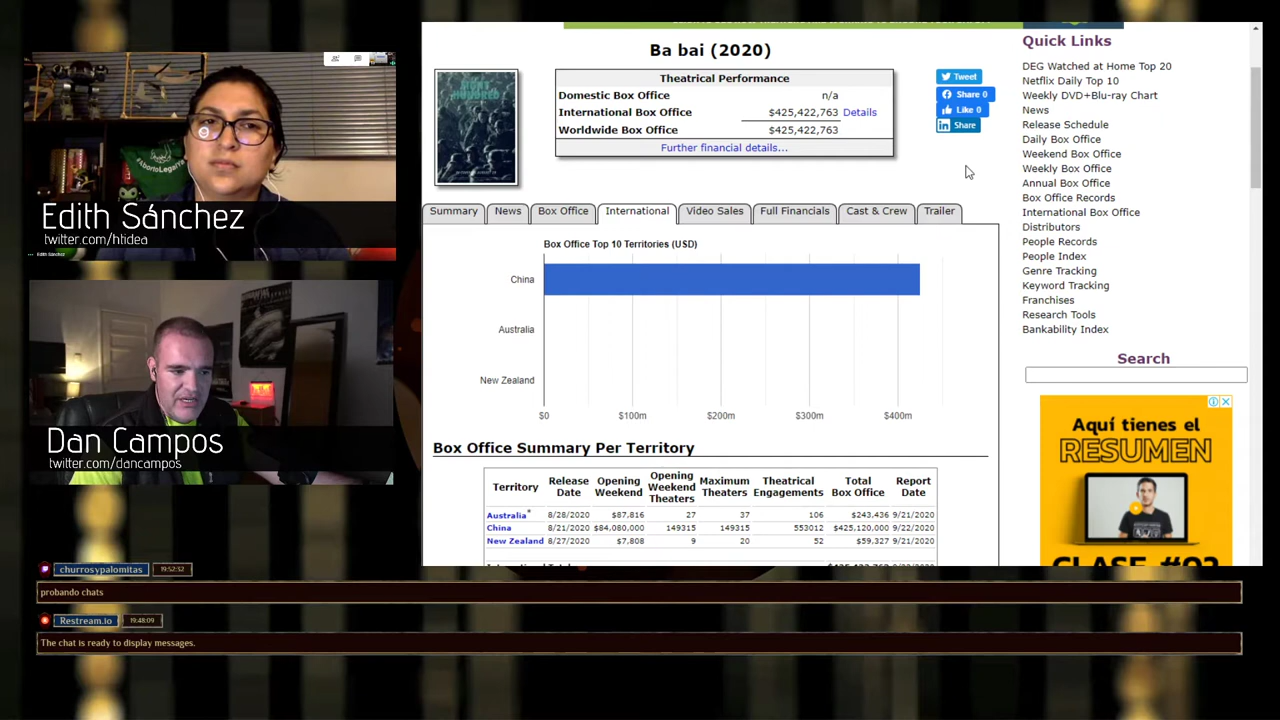 Edith Sánchez
twitter.com/htidea
Edith Sánchez
Dan Campos
twitter.com/dancampos
Ba bai (2020)
Theatrical Performance
Domestic Box Office n/a
International Box Office $425,422,763 Details
Worldwide Box Office $425,422,763
Further financial details...
Tweet
Share 0
Like 0
Share
Summary News Box Office International Video Sales Full Financials Cast & Crew Trailer
Box Office Top 10 Territories (USD)
China
Australia
New Zealand
$0 $100m $200m $300m $400m
Box Office Summary Per Territory
Territory Release Date Opening Weekend Opening Weekend Theaters Maximum Theaters Theatrical Engagements Total Box Office Report Date
Australia* 8/28/2020 $87,816 27 37 106 $243,436 9/21/2020
China 8/21/2020 $84,080,000 149315 149315 553012 $425,120,000 9/22/2020
New Zealand 8/27/2020 $7,808 9 20 52 $59,327 9/21/2020
Quick Links
DEG Watched at Home Top 20
Netflix Daily Top 10
Weekly DVD+Blu-ray Chart
News
Release Schedule
Daily Box Office
Weekend Box Office
Weekly Box Office
Annual Box Office
Box Office Records
International Box Office
Distributors
People Records
People Index
Genre Tracking
Keyword Tracking
Franchises
Research Tools
Bankability Index
Search
Aquí tienes el
RESUMEN
CLASE #02
churrosypalomitas 19:52:32
probando chats
Restream.io 19:48:09
The chat is ready to display messages.